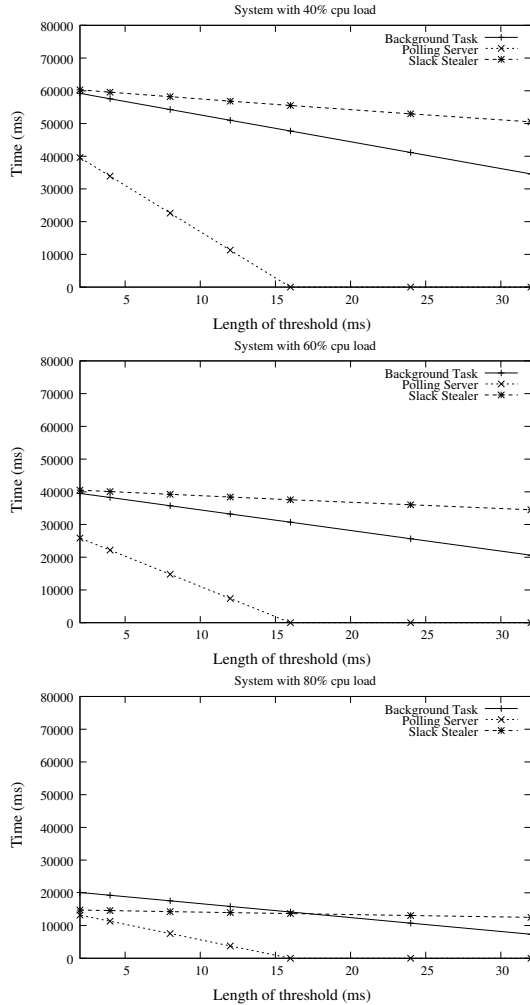 System with 40% cpu load
80000
70000
60000
50000
40000
30000
20000
10000
0
Time (ms)
Background Task
Polling Server
Slack Stealer
5 10 15 20 25 30
Length of threshold (ms)
System with 60% cpu load
80000
70000
60000
50000
40000
30000
20000
10000
0
Time (ms)
Background Task
Polling Server
Slack Stealer
5 10 15 20 25 30
Length of threshold (ms)
System with 80% cpu load
80000
70000
60000
50000
40000
30000
20000
10000
0
Time (ms)
Background Task
Polling Server
Slack Stealer
5 10 15 20 25 30
Length of threshold (ms)